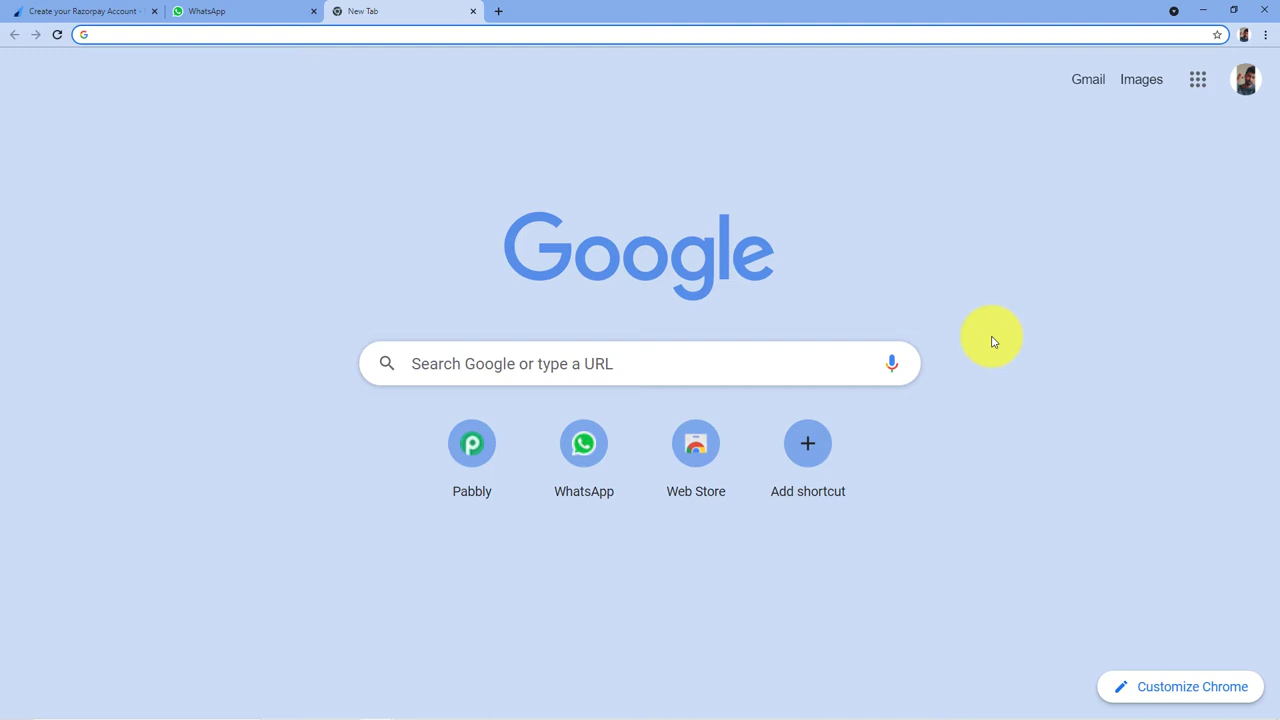 Create your Razorpay Account -
WhatsApp
New Tab
Gmail Images
Google
Search Google or type a URL
Pabbly WhatsApp Web Store Add shortcut
Customize Chrome